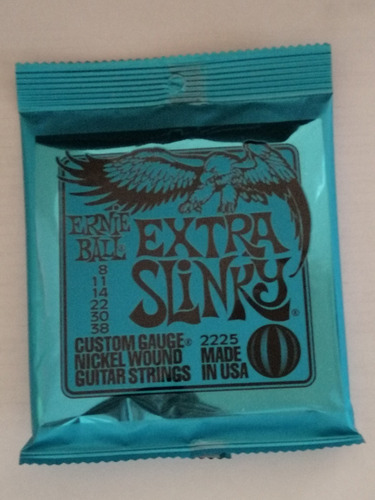 ERNIE
BALL
EXTRA
SLINKY®
8
11
14
22
30
38
CUSTOM GAUGE®
NICKEL WOUND
GUITAR STRINGS
2225
MADE
IN USA